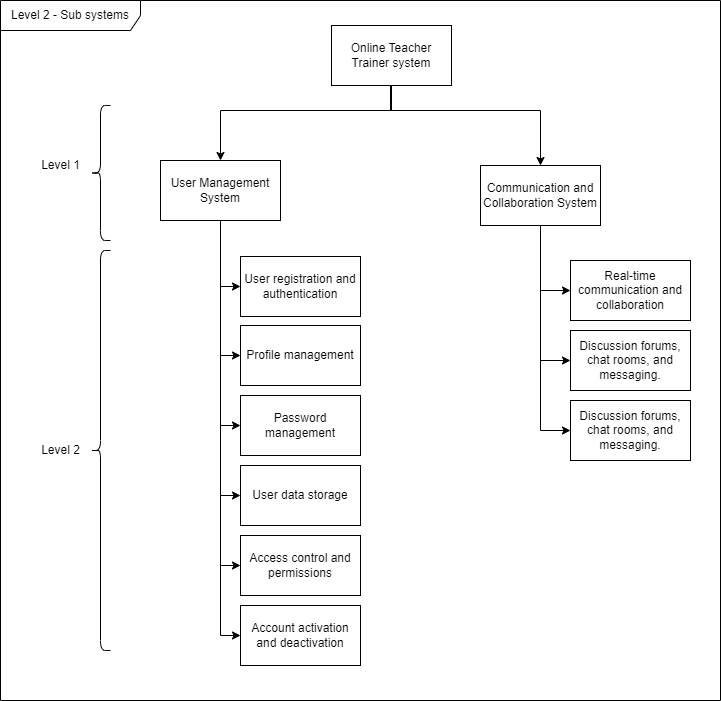 Level 2 - Sub systems
Online Teacher
Trainer system
Level 1
User Management
System
Communication and
Collaboration System
Level 2
User registration and
authentication
Profile management
Password
management
User data storage
Access control and
permissions
Account activation
and deactivation
Real-time
communication and
collaboration
Discussion forums,
chat rooms, and
messaging.
Discussion forums,
chat rooms, and
messaging.